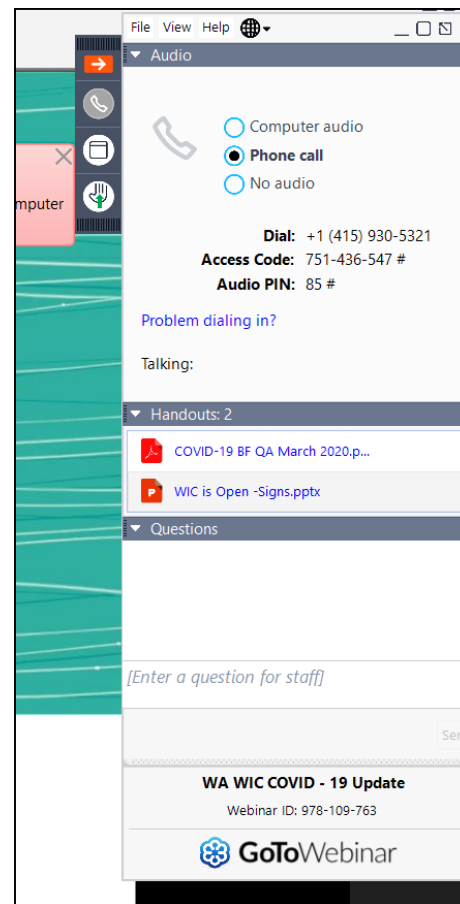 File View Help
Audio
mputer
Computer audio
Phone call
No audio
Dial: +1 (415) 930-5321
Access Code: 751-436-547 #
Audio PIN: 85 #
Problem dialing in?
Talking:
Handouts: 2
COVID-19 BF QA March 2020.p...
WIC is Open -Signs.pptx
Questions
[Enter a question for staff]
Sen
WA WIC COVID - 19 Update
Webinar ID: 978-109-763
GoToWebinar